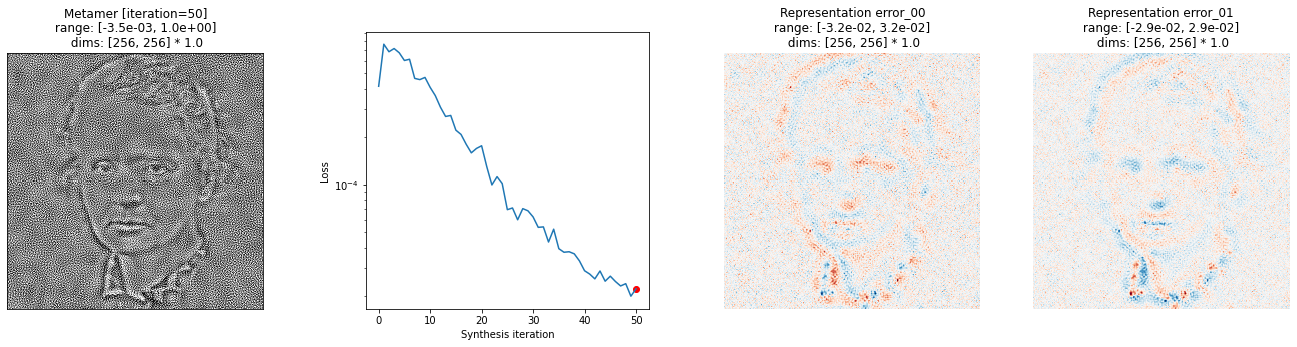 Metamer [iteration=50]
range: [-3.5e-03, 1.0e+00]
dims: [256, 256] * 1.0
Loss
10⁻⁴
0
10
20
30
40
50
Synthesis iteration
Representation error_00
range: [-3.2e-02, 3.2e-02]
dims: [256, 256] * 1.0
Representation error_01
range: [-2.9e-02, 2.9e-02]
dims: [256, 256] * 1.0